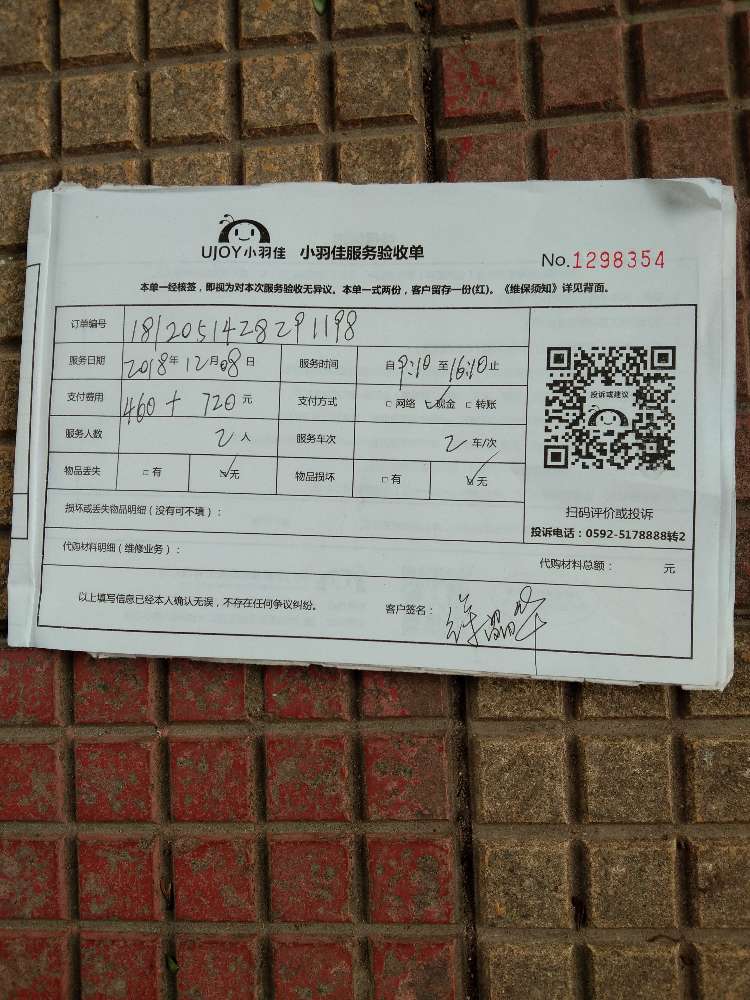 UJOY小羽佳 小羽佳服务验收单
No.1298354
本单一经核签，即视为对本次服务验收无异议。本单一式两份，客户留存一份(红)。《维保须知》详见背面。
订单编号 181205142829 1198
服务日期 2018年12月08日 服务时间 自9:10至16:10止
支付费用 460 + 720元 支付方式 □网络 ☑现金 □转账
服务人数 2人 服务车次 2车/次
物品丢失 □有 ☑无 物品损坏 □有 ☑无
投诉或建议
扫码评价或投诉
投诉电话：0592-5178888转2
损坏或丢失物品明细（没有可不填）：
代购材料明细（维修业务）： 代购材料总额： 元
以上填写信息已经本人确认无误，不存在任何争议纠纷。 客户签名：